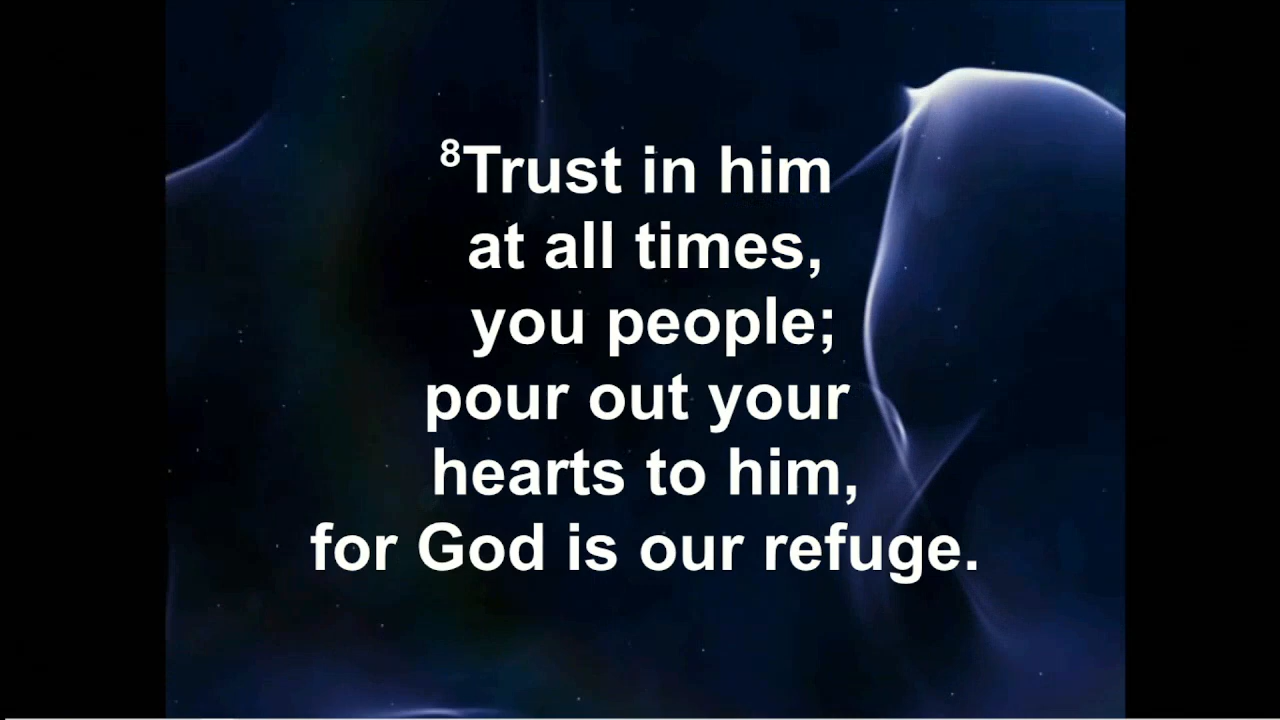 ⁸Trust in him
at all times,
you people;
pour out your
hearts to him,
for God is our refuge.